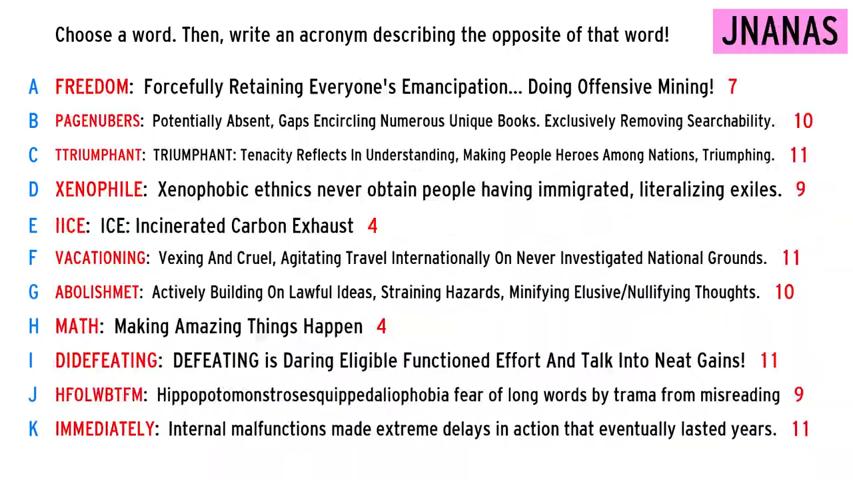 Choose a word. Then, write an acronym describing the opposite of that word!
JNANAS
A FREEDOM: Forcefully Retaining Everyone's Emancipation... Doing Offensive Mining! 7
B PAGENUBERS: Potentially Absent, Gaps Encircling Numerous Unique Books. Exclusively Removing Searchability. 10
C TTRIUMPHANT: TRIUMPHANT: Tenacity Reflects In Understanding, Making People Heroes Among Nations, Triumphing. 11
D XENOPHILE: Xenophobic ethnics never obtain people having immigrated, literalizing exiles. 9
E IICE: ICE: Incinerated Carbon Exhaust 4
F VACATIONING: Vexing And Cruel, Agitating Travel Internationally On Never Investigated National Grounds. 11
G ABOLISHMET: Actively Building On Lawful Ideas, Straining Hazards, Minifying Elusive/Nullifying Thoughts. 10
H MATH: Making Amazing Things Happen 4
I DIDEFEATING: DEFEATING is Daring Eligible Functioned Effort And Talk Into Neat Gains! 11
J HFOLWBTFM: Hippopotomonstrosesquippedaliophobia fear of long words by trama from misreading 9
K IMMEDIATELY: Internal malfunctions made extreme delays in action that eventually lasted years. 11